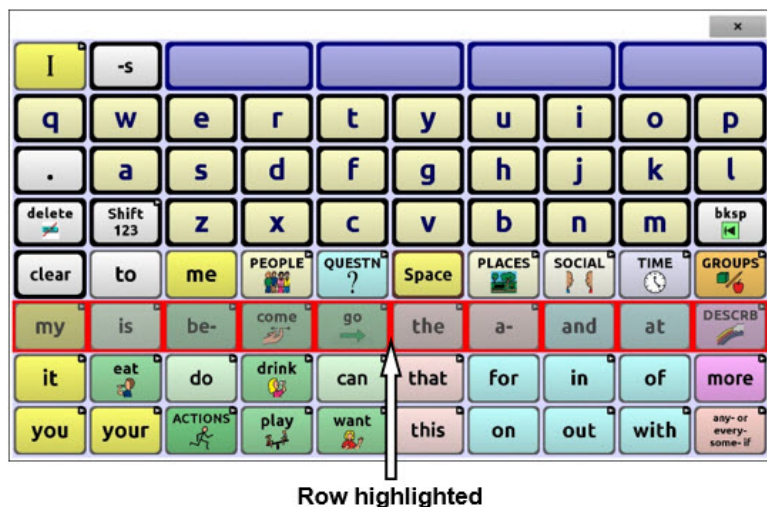 ×
I -s
q w e r t y u i o p
. a s d f g h j k l
delete Shift 123 z x c v b n m bksp
clear to me PEOPLE QUESTN ? Space PLACES SOCIAL TIME GROUPS
my is be- come go the a- and at DESCRB
it eat do drink can that for in of more
you your ACTIONS play want this on out with any- or every- some- if
Row highlighted